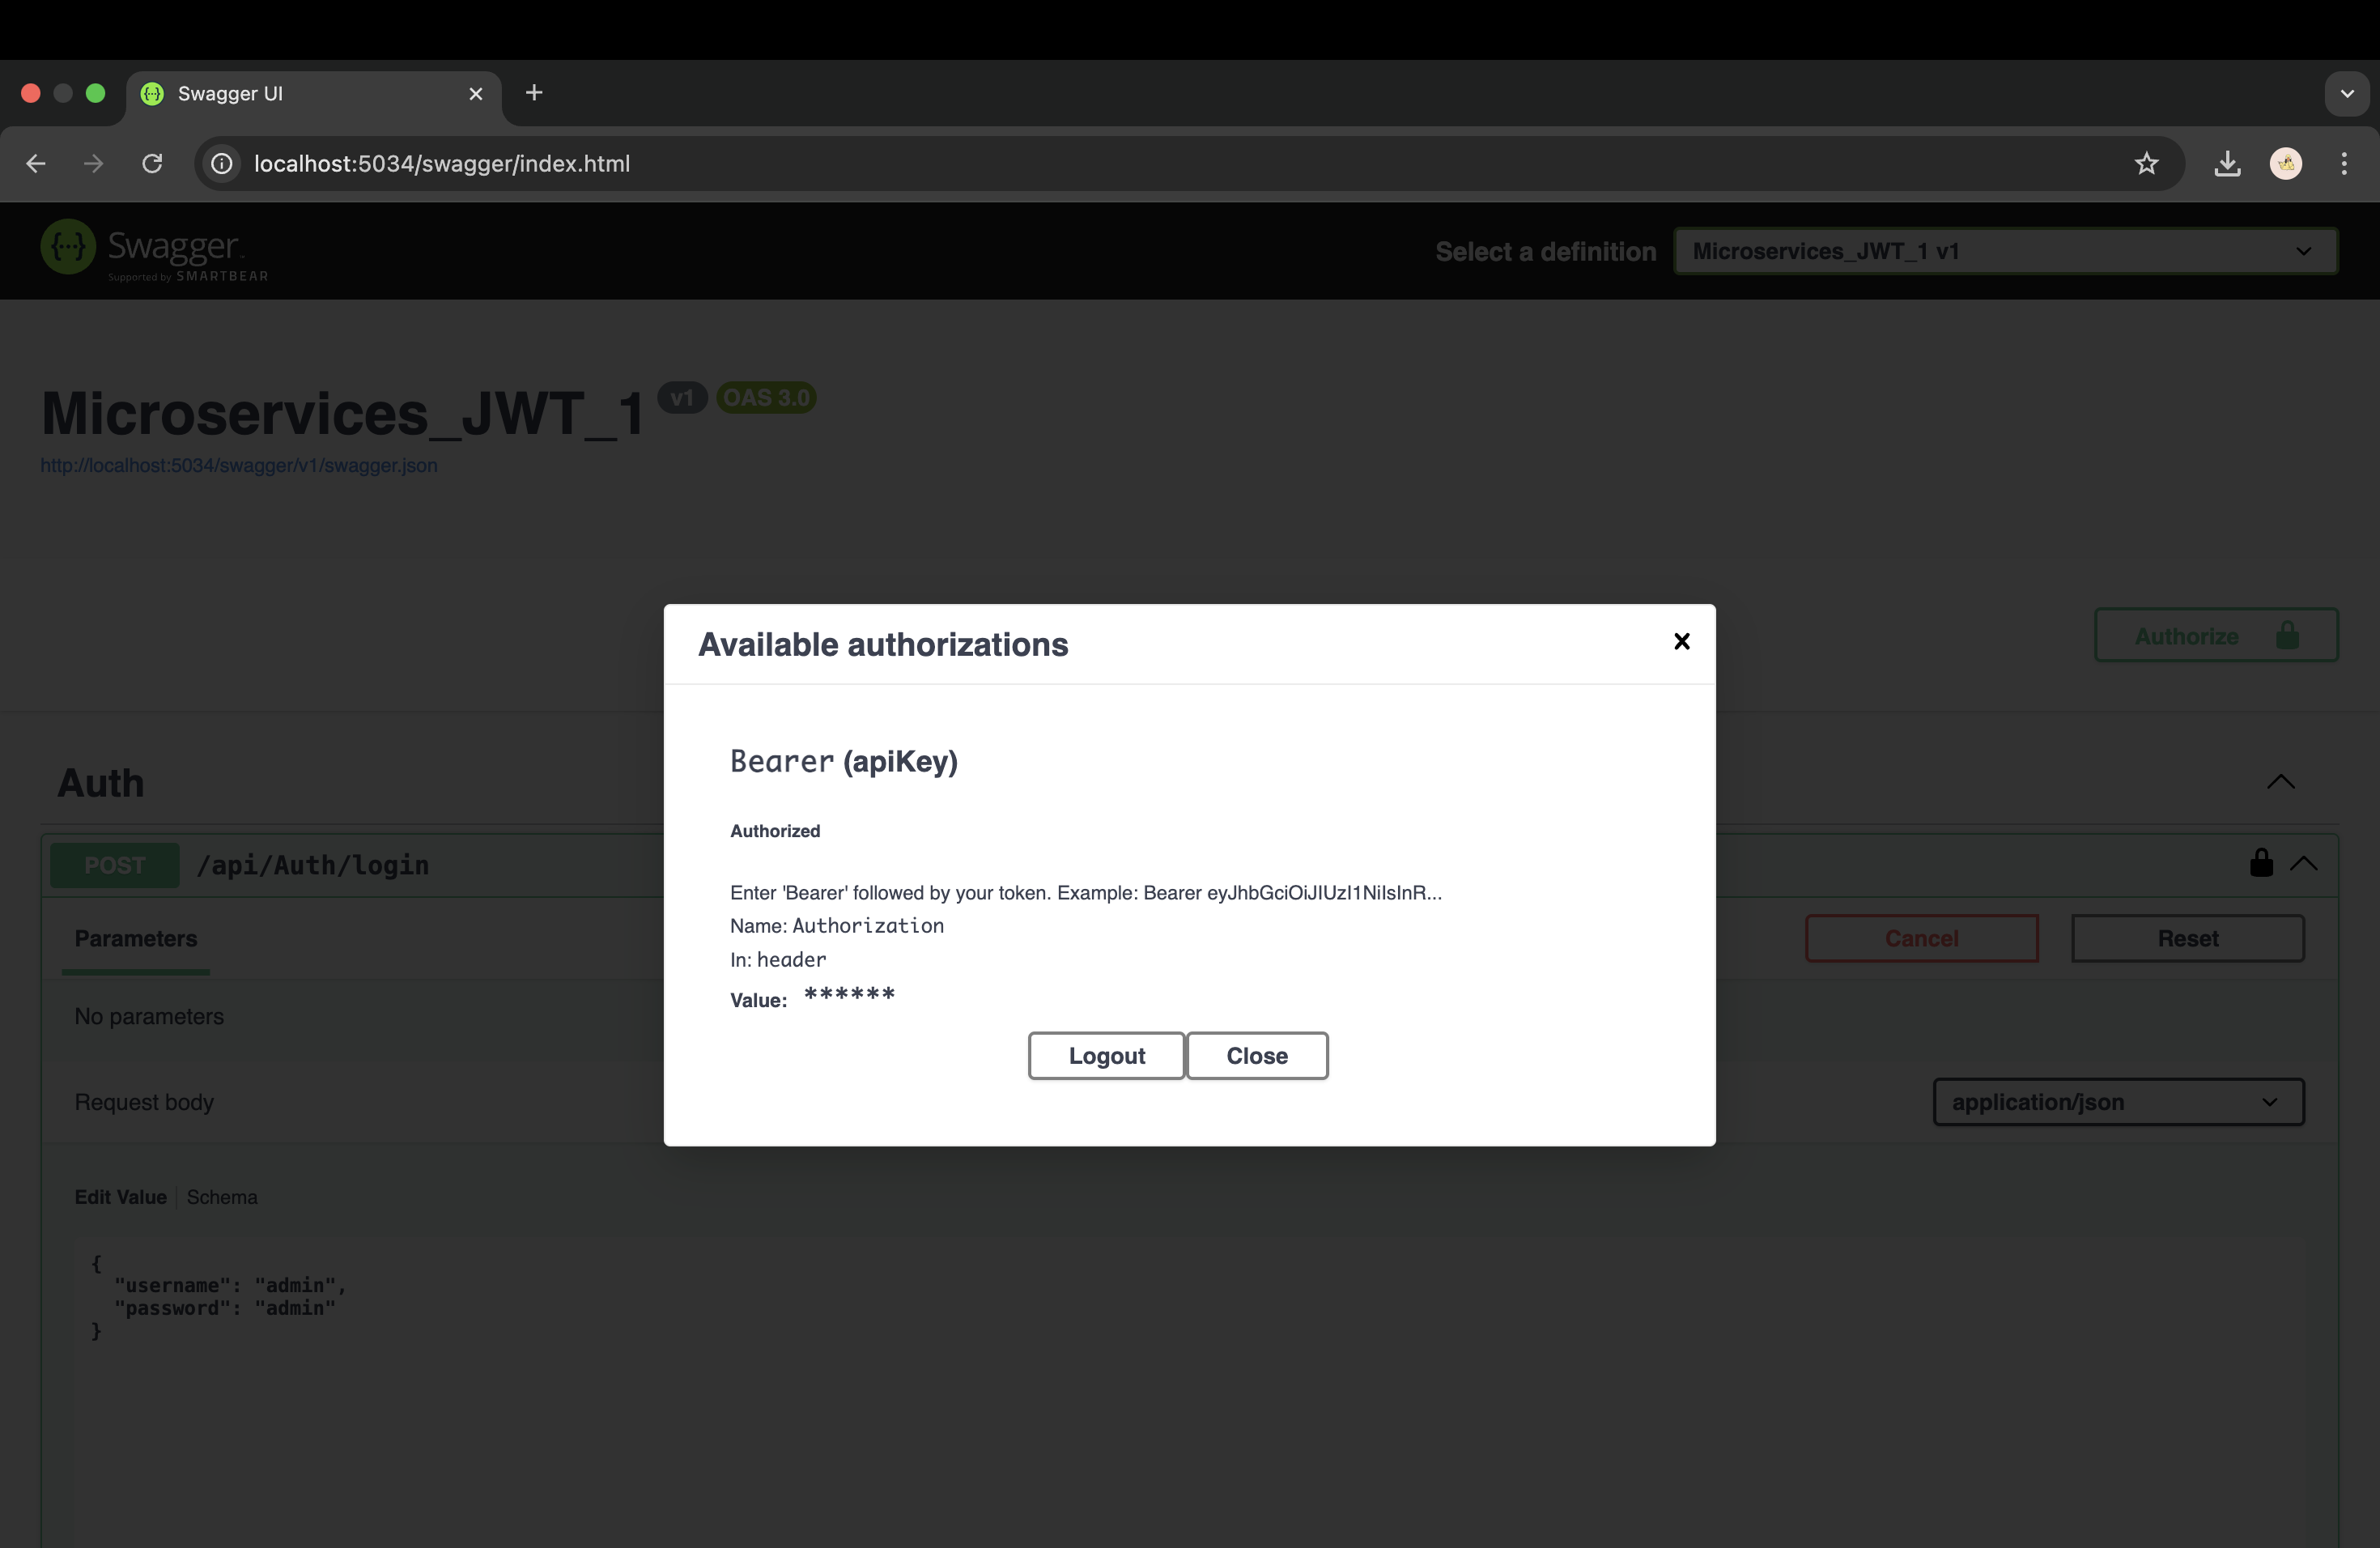 Swagger UI
localhost:5034/swagger/index.html
Swagger
Supported by SMARTBEAR
Select a definition
Microservices_JWT_1 v1
Microservices_JWT_1 v1 OAS 3.0
http://localhost:5034/swagger/v1/swagger.json
Authorize
Available authorizations
Bearer (apiKey)
Authorized
Enter 'Bearer' followed by your token. Example: Bearer eyJhbGciOiJIUzI1NiIsInR...
Name: Authorization
In: header
Value: ******
Logout
Close
Auth
POST /api/Auth/login
Parameters
Cancel
Reset
No parameters
Request body
application/json
Edit Value | Schema
{
"username": "admin",
"password": "admin"
}